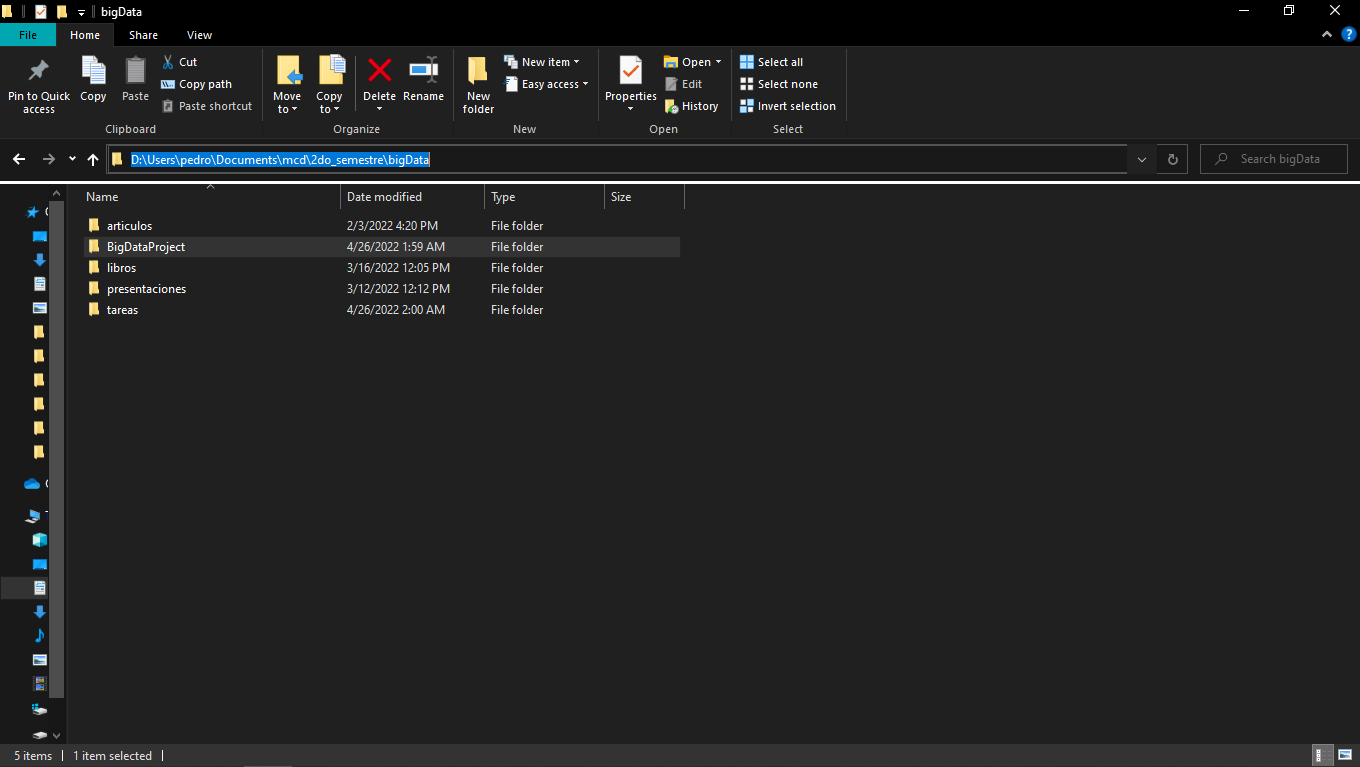 bigData
File Home Share View
Pin to Quick access
Copy
Paste
Cut
Copy path
Paste shortcut
Clipboard
Move to
Copy to
Delete
Rename
Organize
New folder
New item
Easy access
New
Properties
Open
Edit
History
Open
Select all
Select none
Invert selection
Select
D:\Users\pedro\Documents\mcd\2do_semestre\bigData
Search bigData
Name Date modified Type Size
articulos 2/3/2022 4:20 PM File folder
BigDataProject 4/26/2022 1:59 AM File folder
libros 3/16/2022 12:05 PM File folder
presentaciones 3/12/2022 12:12 PM File folder
tareas 4/26/2022 2:00 AM File folder
5 items 1 item selected